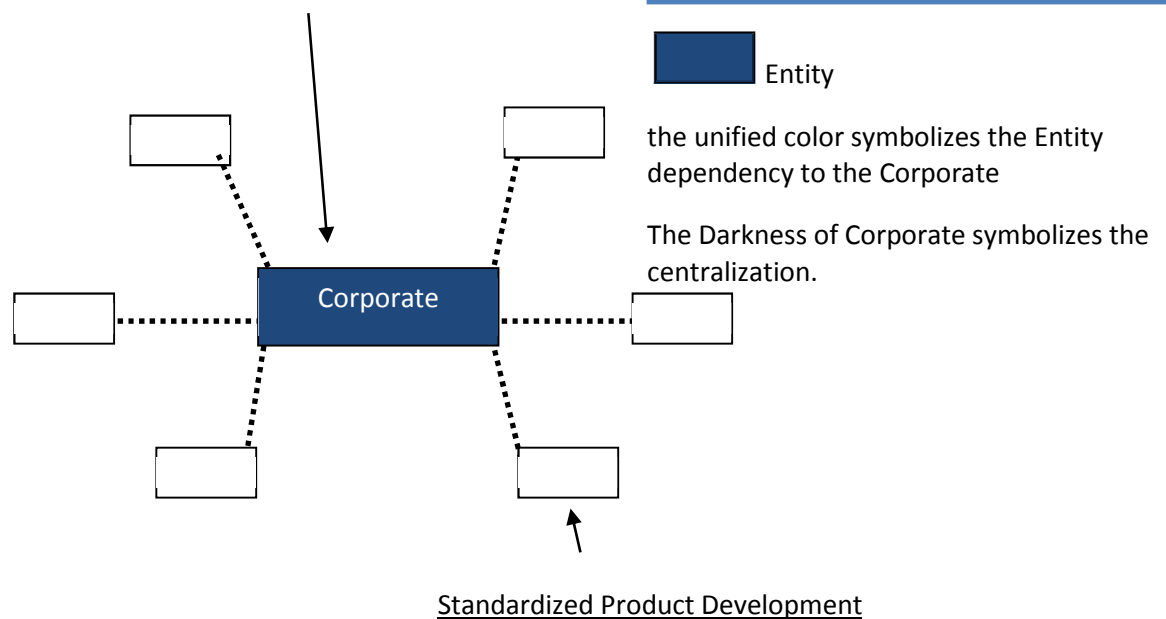 Entity
the unified color symbolizes the Entity
dependency to the Corporate
The Darkness of Corporate symbolizes the
centralization.
Corporate
Standardized Product Development